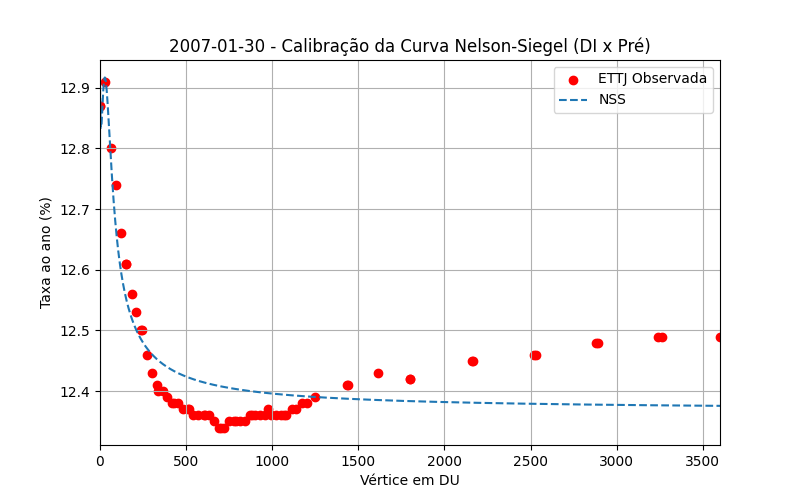 2007-01-30 - Calibração da Curva Nelson-Siegel (DI x Pré)
ETTJ Observada
NSS
Taxa ao ano (%)
12.9
12.8
12.7
12.6
12.5
12.4
0
500
1000
1500
2000
2500
3000
3500
Vértice em DU